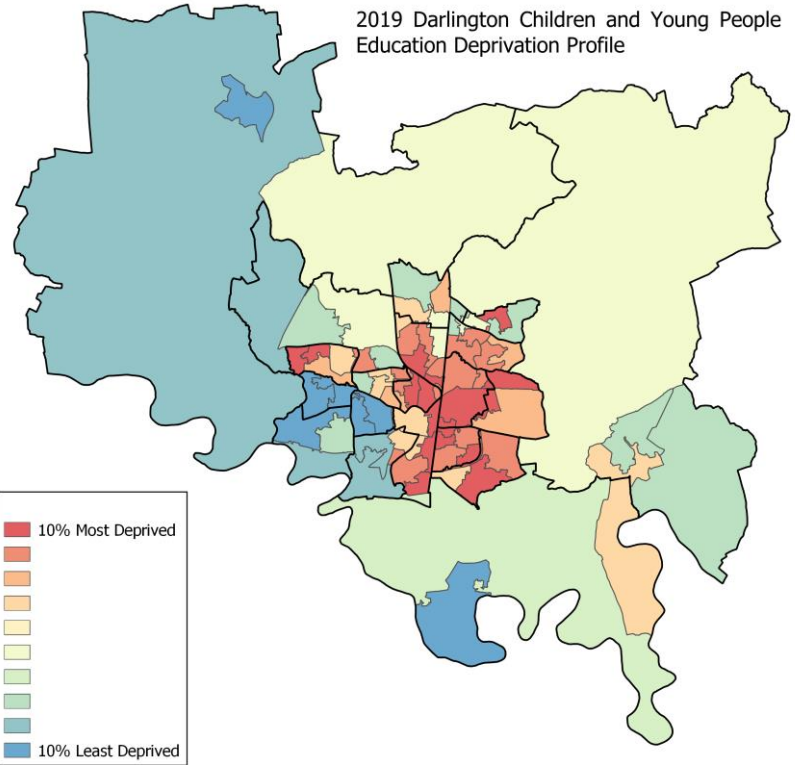 2019 Darlington Children and Young People
Education Deprivation Profile
10% Most Deprived
10% Least Deprived